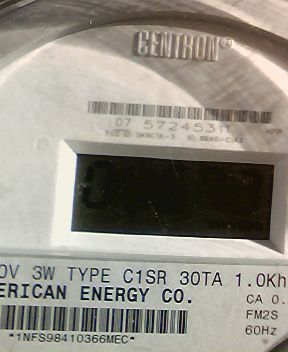 CENTRON®
07 57245311
0V 3W TYPE C1SR 30TA 1.0Kh
ERICAN ENERGY CO.
CA 0.
FM2S
60Hz
*1NFS98410366MEC*